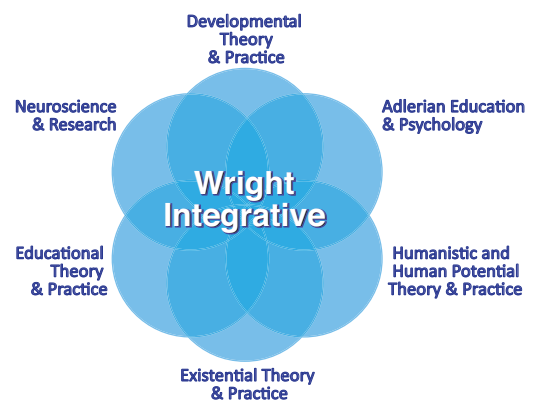 Developmental
Theory
& Practice
Neuroscience
& Research
Adlerian Education
& Psychology
Wright
Integrative
Educational
Theory
& Practice
Humanistic and
Human Potential
Theory & Practice
Existential Theory
& Practice